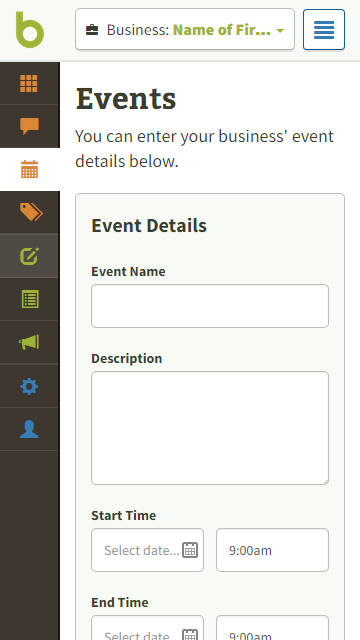 b
Business: Name of Fir...
Events
You can enter your business' event
details below.
Event Details
Event Name
Description
Start Time
Select date... 9:00am
End Time
Select date... 9:00am